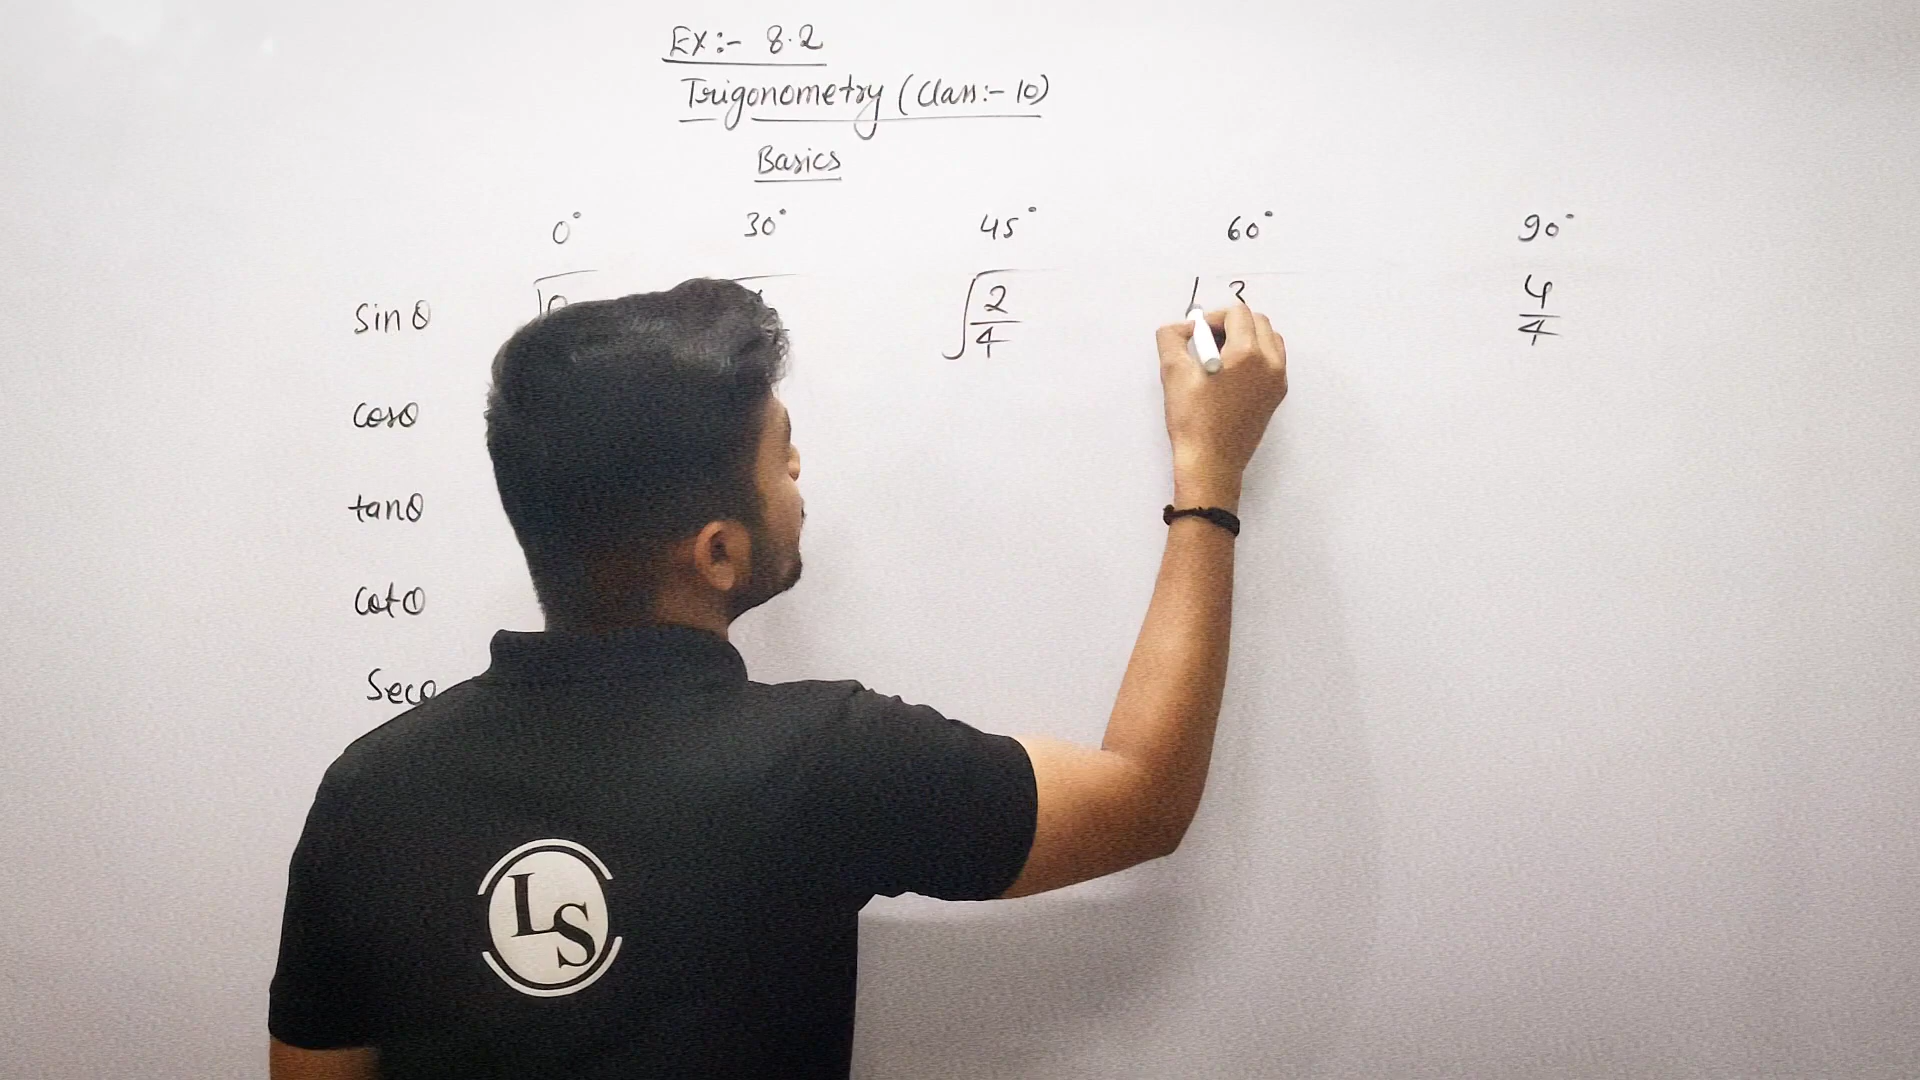 Ex:- 8.2
Trigonometry (Class:- 10)
Basics
0° 30° 45° 60° 90°
sin θ √0 √2/4 3 4/4
cosθ
tanθ
cotθ
Secθ
LS